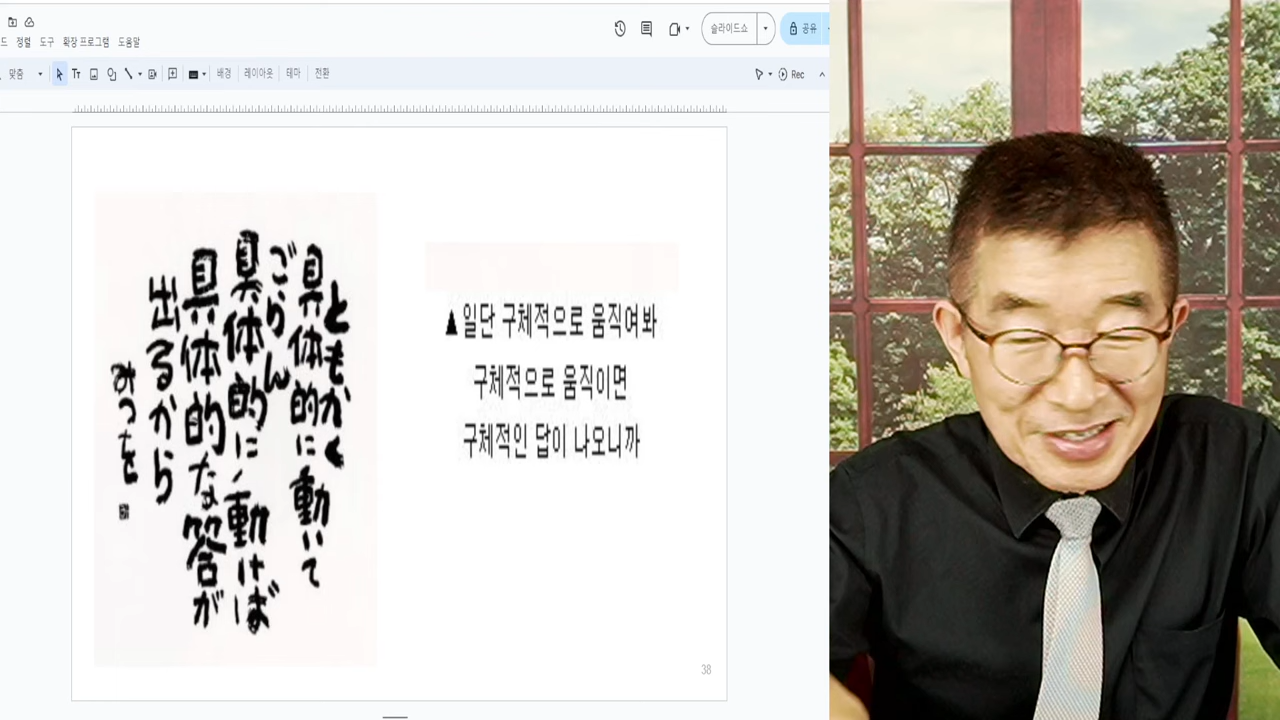 드 정렬 도구 확장 프로그램 도움말
슬라이드쇼
공유
맞춤
Tт
배경 레이아웃 테마 전환
Rec
ともかく
具体的に動いて
ごらん
具体的に、動けば
具体的な答が
出るから
みつを
▲일단 구체적으로 움직여봐
구체적으로 움직이면
구체적인 답이 나오니까
38